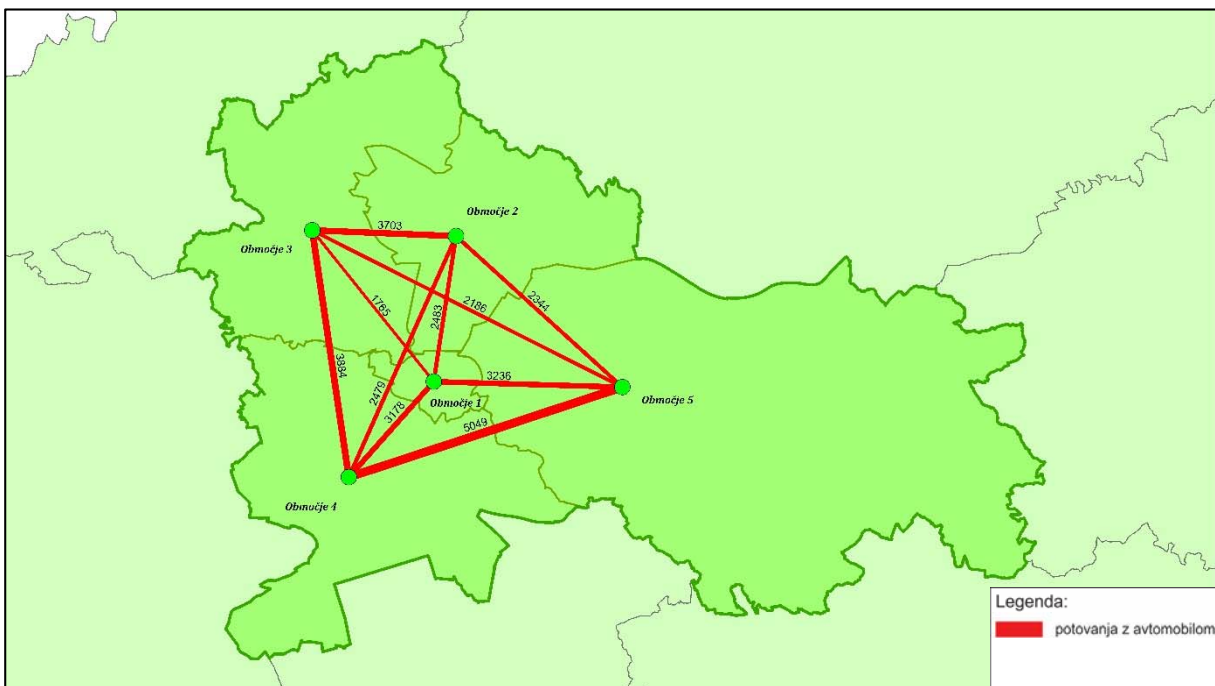 Območje 2
3703
Območje 3
1765
2483
2186
2344
3884
2479
3178
3236
Območje 1
Območje 5
5049
Območje 4
Legenda:
potovanja z avtomobilom